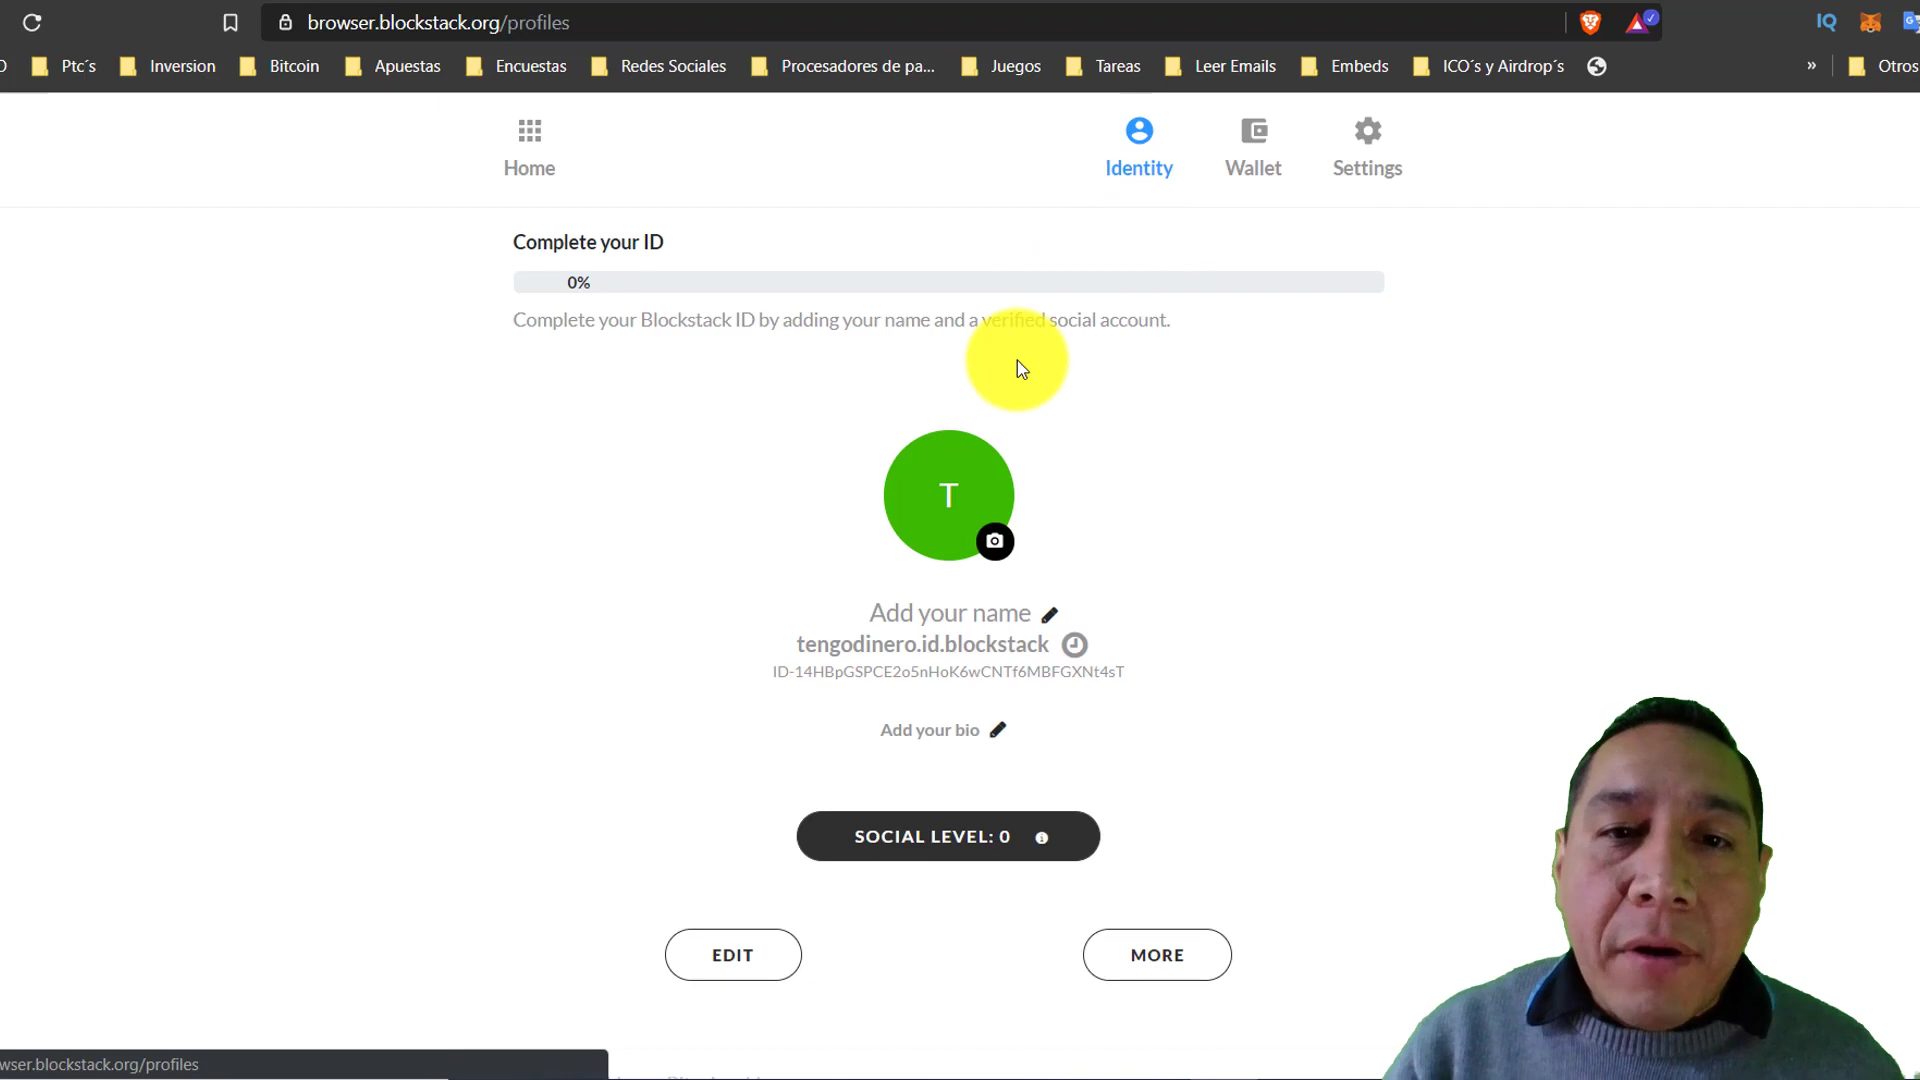 browser.blockstack.org/profiles
IQ
Ptc´s
Inversion
Bitcoin
Apuestas
Encuestas
Redes Sociales
Procesadores de pa...
Juegos
Tareas
Leer Emails
Embeds
ICO´s y Airdrop´s
»
Otros
Home
Identity
Wallet
Settings
Complete your ID
0%
Complete your Blockstack ID by adding your name and a verified social account.
T
Add your name
tengodinero.id.blockstack
ID-14HBpGSPCE2o5nHoK6wCNTf6MBFGXNt4sT
Add your bio
SOCIAL LEVEL: 0
EDIT
MORE
wser.blockstack.org/profiles